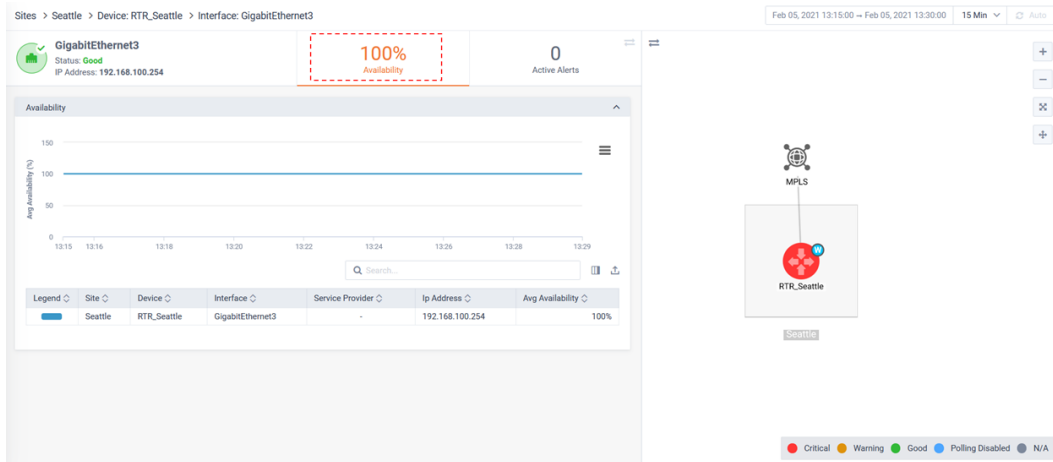 Sites > Seattle > Device: RTR_Seattle > Interface: GigabitEthernet3
Feb 05, 2021 13:15:00 → Feb 05, 2021 13:30:00
15 Min
Auto
GigabitEthernet3
Status: Good
IP Address: 192.168.100.254
100%
Availability
0
Active Alerts
Availability
Avg Availability (%)
150
100
50
0
13:15 13:16 13:18 13:20 13:22 13:24 13:26 13:28 13:29
Search...
Legend Site Device Interface Service Provider Ip Address Avg Availability
Seattle RTR_Seattle GigabitEthernet3 - 192.168.100.254 100%
MPLS
W
RTR_Seattle
Seattle
Critical Warning Good Polling Disabled N/A